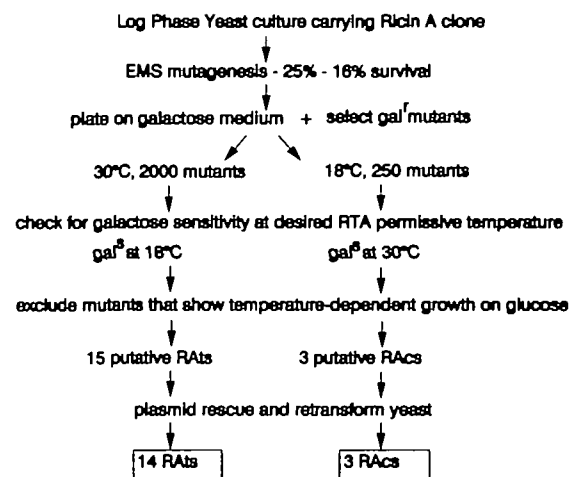 Log Phase Yeast culture carrying Ricin A clone
EMS mutagenesis - 25% - 16% survival
plate on galactose medium + select gal^r mutants
30°C, 2000 mutants 18°C, 250 mutants
check for galactose sensitivity at desired RTA permissive temperature
gal^s at 18°C gal^s at 30°C
exclude mutants that show temperature-dependent growth on glucose
15 putative RAts 3 putative RAcs
plasmid rescue and retransform yeast
14 RAts 3 RAcs